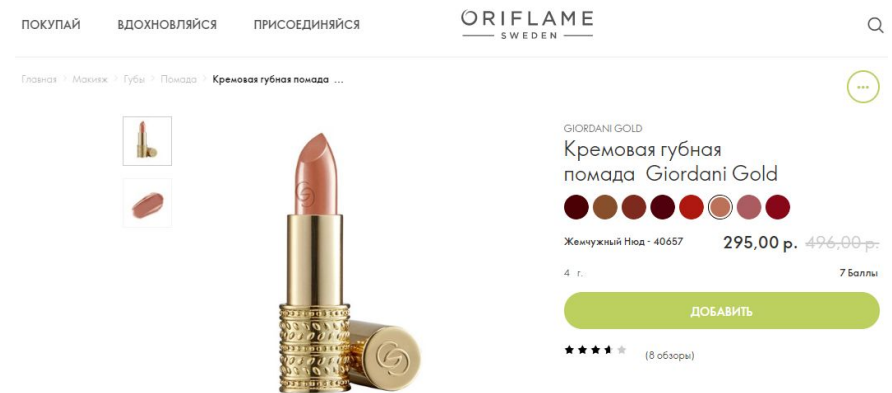 ПОКУПАЙ ВДОХНОВЛЯЙСЯ ПРИСОЕДИНЯЙСЯ
ORIFLAME
SWEDEN
Главная > Макияж > Губы > Помада > Кремовая губная помада ...
GIORDANI GOLD
Кремовая губная
помада Giordani Gold
Жемчужный Нюд - 40657 295,00 р. 496,00 р.
4 г. 7 Баллы
ДОБАВИТЬ
(8 обзоры)